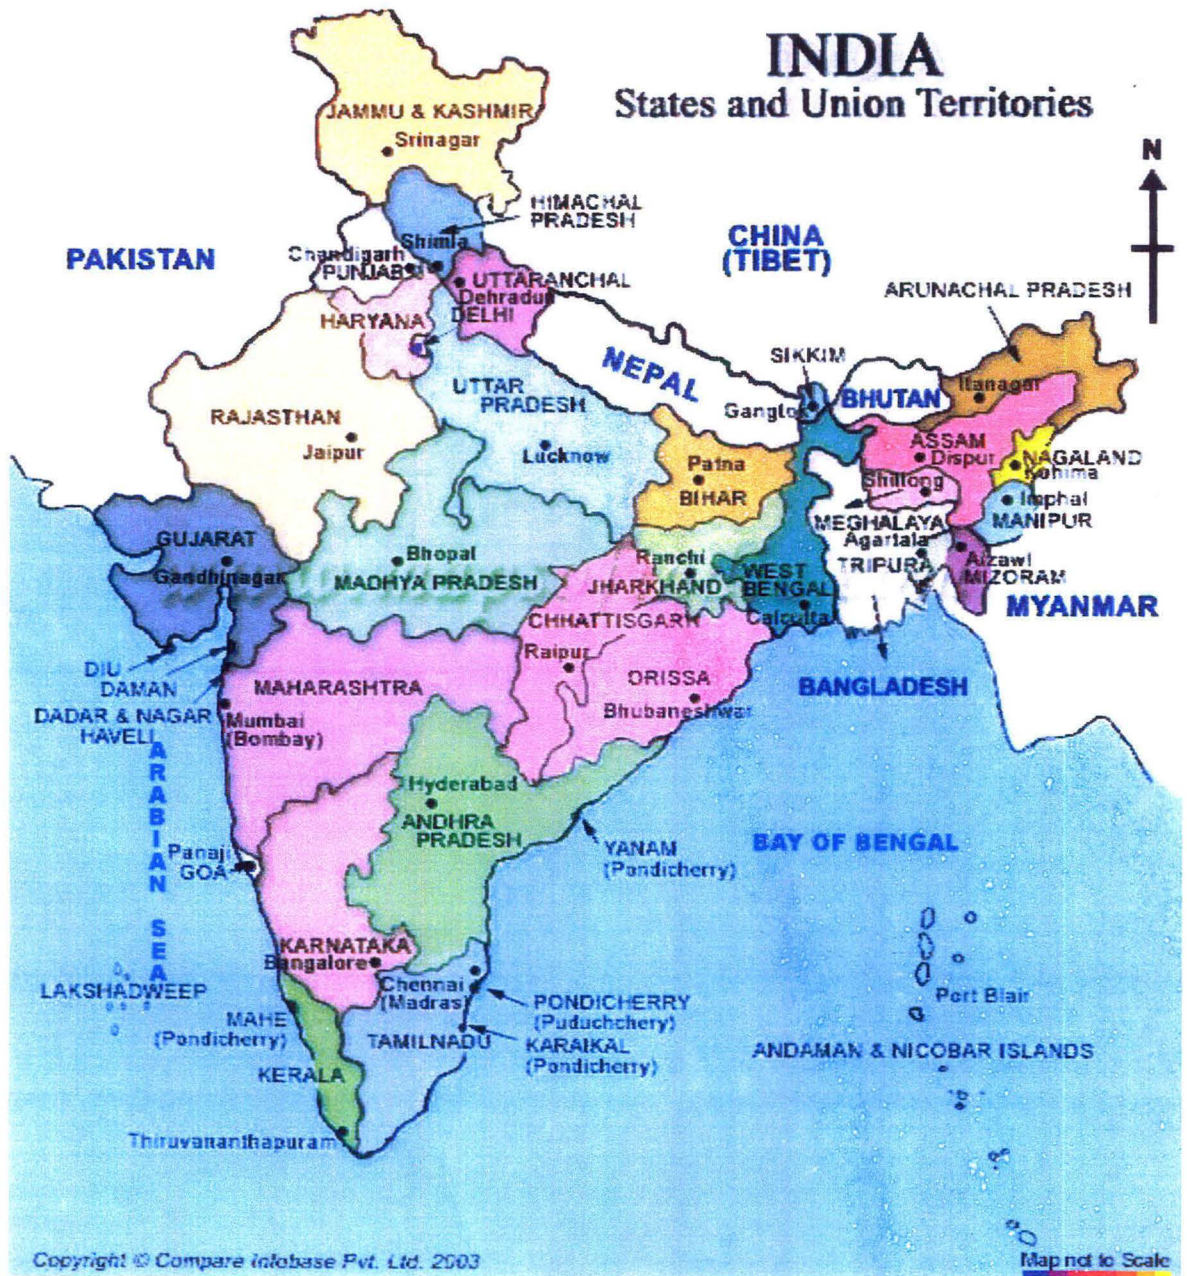 INDIA
States and Union Territories
N
JAMMU & KASHMIR
Srinagar
HIMACHAL
PRADESH
Shimla
PAKISTAN
CHINA
(TIBET)
Chandigarh
PUNJAB
UTTARANCHAL
Dehradun
DELHI
HARYANA
ARUNACHAL PRADESH
NEPAL
SIKKIM
BHUTAN
Itanagar
Gangtok
UTTAR
PRADESH
RAJASTHAN
Jaipur
Lucknow
Patna
BIHAR
ASSAM
Dispur
NAGALAND
Kohima
Shillong
Imphal
MEGHALAYA
MANIPUR
Agartala
TRIPURA
Aizawl
MIZORAM
MYANMAR
GUJARAT
Gandhinagar
Bhopal
MADHYA PRADESH
Ranchi
JHARKHAND
WEST
BENGAL
Calcutta
CHHATTISGARH
Raipur
ORISSA
Bhubaneshwar
BANGLADESH
DIU
DAMAN
DADAR & NAGAR
HAVELI
MAHARASHTRA
Mumbai
(Bombay)
ARABIAN SEA
Hyderabad
ANDHRA
PRADESH
YANAM
(Pondicherry)
BAY OF BENGAL
Panaji
GOA
KARNATAKA
Bangalore
LAKSHADWEEP
Chennai
(Madras)
PONDICHERRY
(Puduchchery)
MAHE
(Pondicherry)
TAMILNADU
KARAIKAL
(Pondicherry)
KERALA
Thiruvananthapuram
Port Blair
ANDAMAN & NICOBAR ISLANDS
Copyright © Compare Infobase Pvt. Ltd. 2003
Map not to Scale